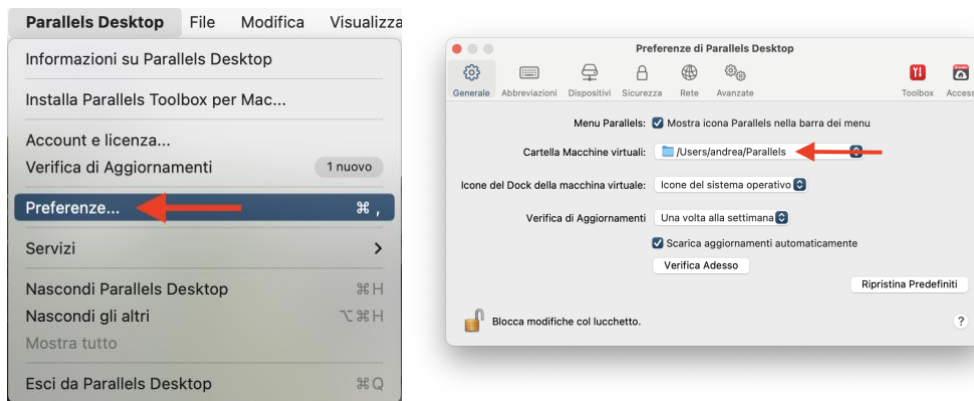 Parallels Desktop File Modifica Visualizza
Informazioni su Parallels Desktop
Installa Parallels Toolbox per Mac...
Account e licenza...
Verifica di Aggiornamenti 1 nuovo
Preferenze... ⌘ ,
Servizi >
Nascondi Parallels Desktop ⌘ H
Nascondi gli altri ⌥ ⌘ H
Mostra tutto
Esci da Parallels Desktop ⌘ Q
Preferenze di Parallels Desktop
Generale Abbreviazioni Dispositivi Sicurezza Rete Avanzate Toolbox Access
Menu Parallels: Mostra icona Parallels nella barra dei menu
Cartella Macchine virtuali: /Users/andrea/Parallels
Icone del Dock della macchina virtuale: Icone del sistema operativo
Verifica di Aggiornamenti Una volta alla settimana
Scarica aggiornamenti automaticamente
Verifica Adesso
Ripristina Predefiniti
Blocca modifiche col lucchetto. ?